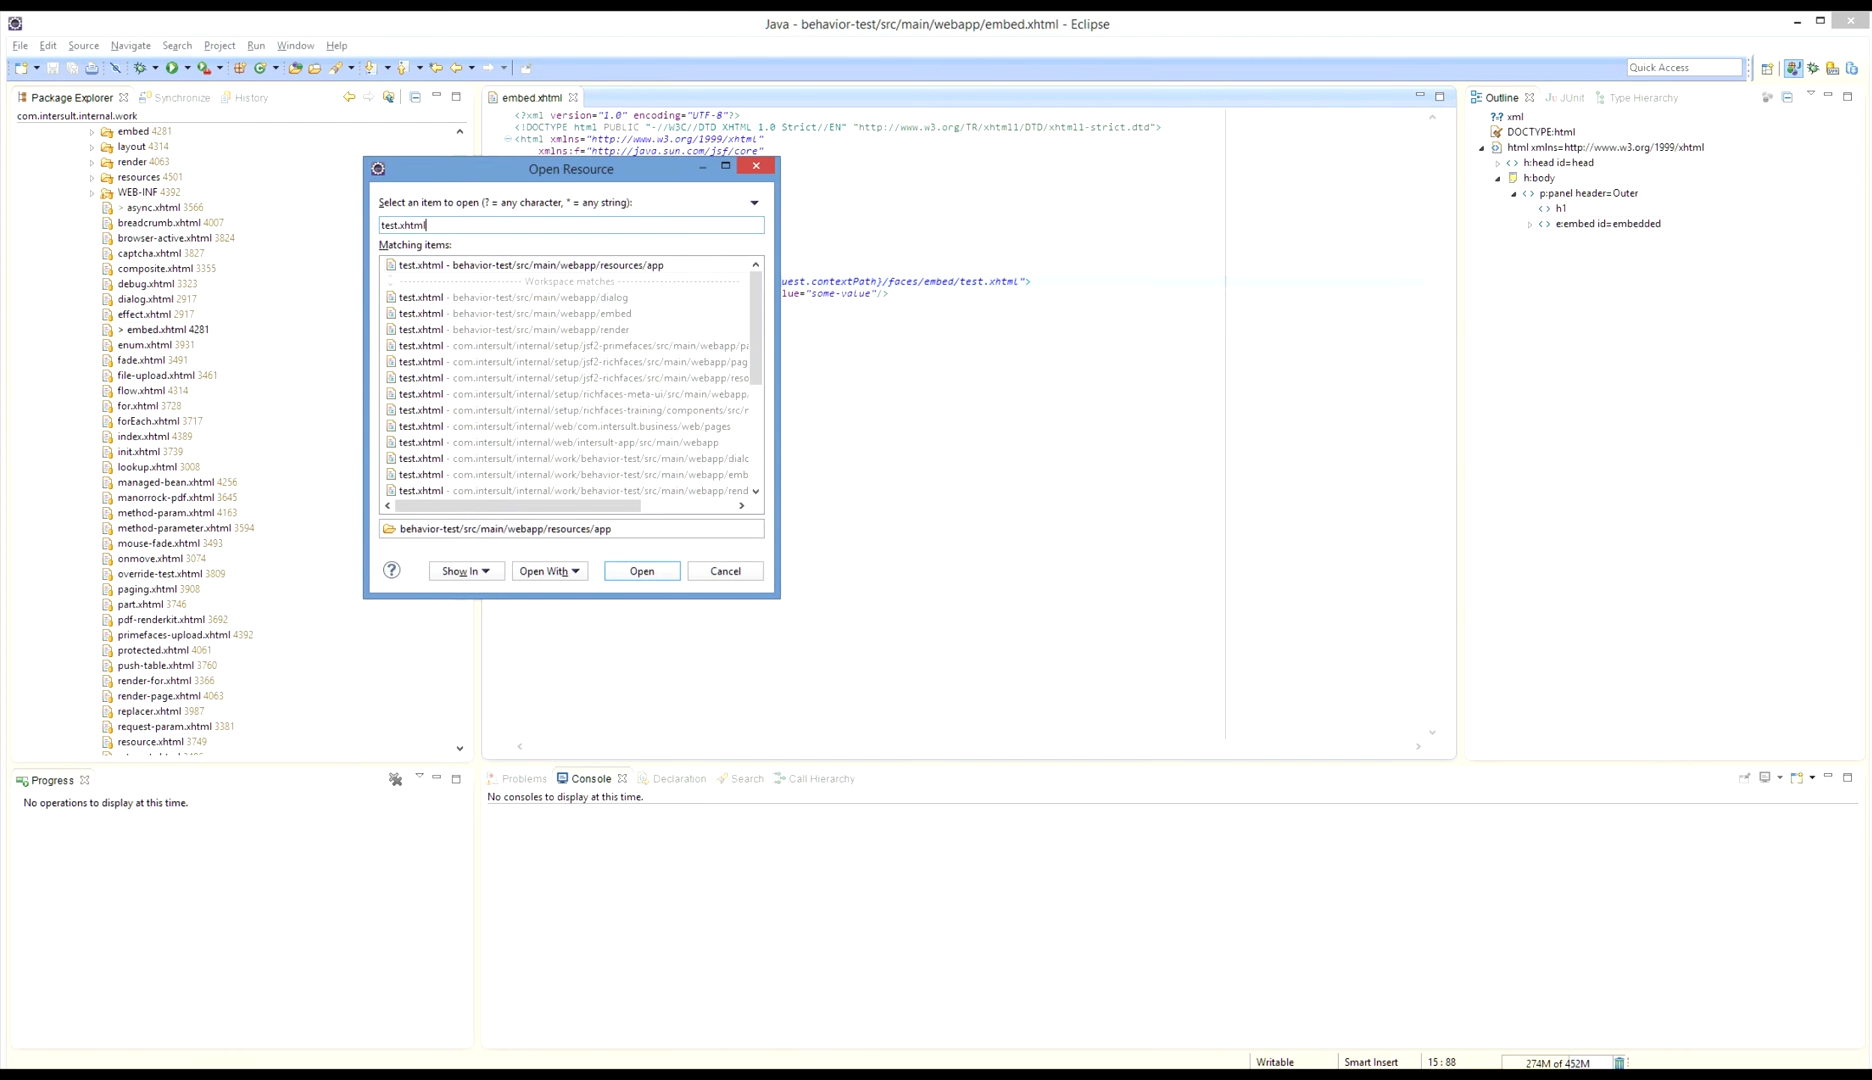 Java - behavior-test/src/main/webapp/embed.xhtml - Eclipse
File Edit Source Navigate Search Project Run Window Help
Quick Access
Package Explorer Synchronize History
com.intersult.internal.work
embed 4281
layout 4314
render 4063
resources 4501
WEB-INF 4392
> async.xhtml 3566
breadcrumb.xhtml 4007
browser-active.xhtml 3824
captcha.xhtml 3827
composite.xhtml 3355
debug.xhtml 3323
dialog.xhtml 2917
effect.xhtml 2917
> embed.xhtml 4281
enum.xhtml 3931
fade.xhtml 3491
file-upload.xhtml 3461
flow.xhtml 4314
for.xhtml 3728
forEach.xhtml 3717
index.xhtml 4389
init.xhtml 3739
lookup.xhtml 3008
managed-bean.xhtml 4256
manorrock-pdf.xhtml 3645
method-param.xhtml 4163
method-parameter.xhtml 3594
mouse-fade.xhtml 3493
onmove.xhtml 3074
override-test.xhtml 3809
paging.xhtml 3908
part.xhtml 3746
pdf-renderkit.xhtml 3692
primefaces-upload.xhtml 4392
protected.xhtml 4061
push-table.xhtml 3760
render-for.xhtml 3366
render-page.xhtml 4063
replacer.xhtml 3987
request-param.xhtml 3381
resource.xhtml 3749
embed.xhtml
<?xml version="1.0" encoding="UTF-8"?>
<!DOCTYPE html PUBLIC "-//W3C//DTD XHTML 1.0 Strict//EN" "http://www.w3.org/TR/xhtml1/DTD/xhtml1-strict.dtd">
<html xmlns="http://www.w3.org/1999/xhtml"
xmlns:f="http://java.sun.com/jsf/core"
uest.contextPath}/faces/embed/test.xhtml">
lue="some-value"/>
Open Resource
Select an item to open (? = any character, * = any string):
test.xhtml
Matching items:
test.xhtml - behavior-test/src/main/webapp/resources/app
Workspace matches
test.xhtml - behavior-test/src/main/webapp/dialog
test.xhtml - behavior-test/src/main/webapp/embed
test.xhtml - behavior-test/src/main/webapp/render
test.xhtml - com.intersult/internal/setup/jsf2-primefaces/src/main/webapp/pa
test.xhtml - com.intersult/internal/setup/jsf2-richfaces/src/main/webapp/pag
test.xhtml - com.intersult/internal/setup/jsf2-richfaces/src/main/webapp/reso
test.xhtml - com.intersult/internal/setup/richfaces-meta-ui/src/main/webapp/
test.xhtml - com.intersult/internal/setup/richfaces-training/components/src/r
test.xhtml - com.intersult/internal/web/com.intersult.business/web/pages
test.xhtml - com.intersult/internal/web/intersult-app/src/main/webapp
test.xhtml - com.intersult/internal/work/behavior-test/src/main/webapp/dialo
test.xhtml - com.intersult/internal/work/behavior-test/src/main/webapp/emb
test.xhtml - com.intersult/internal/work/behavior-test/src/main/webapp/rend
behavior-test/src/main/webapp/resources/app
? Show In Open With Open Cancel
Outline JUnit Type Hierarchy
?-? xml
DOCTYPE:html
html xmlns=http://www.w3.org/1999/xhtml
h:head id=head
h:body
p:panel header=Outer
h1
e:embed id=embedded
Progress
No operations to display at this time.
Problems Console Declaration Search Call Hierarchy
No consoles to display at this time.
Writable Smart Insert 15 : 88 274M of 452M